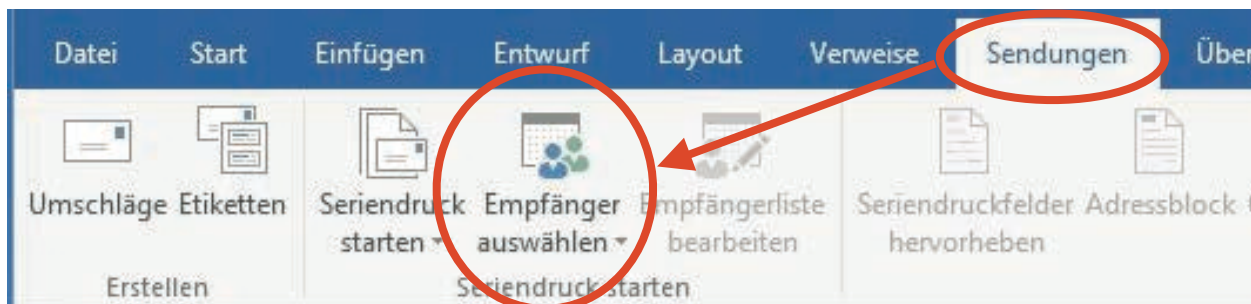 Datei Start Einfügen Entwurf Layout Verweise Sendungen Über
Umschläge Etiketten Seriendruck Empfänger Empfängerliste Seriendruckfelder Adressblock
starten auswählen bearbeiten hervorheben
Erstellen Seriendruck starten